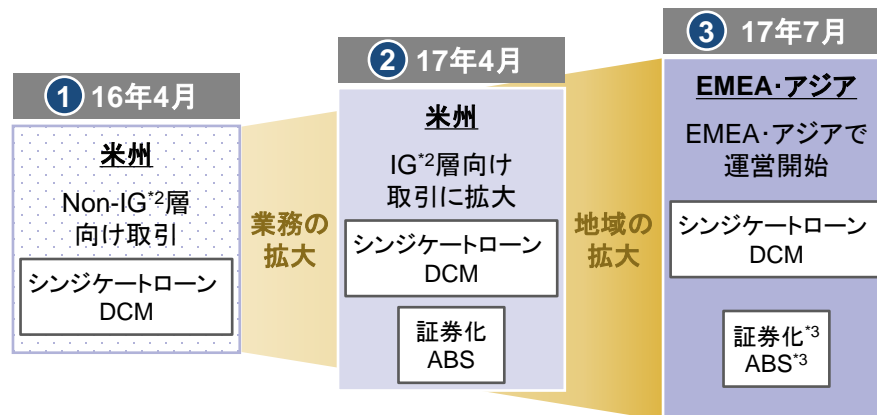 1 16年4月
米州
Non-IG*2層
向け取引
シンジケートローン
DCM
業務の
拡大
2 17年4月
米州
IG*2層向け
取引に拡大
シンジケートローン
DCM
証券化
ABS
地域の
拡大
3 17年7月
EMEA･アジア
EMEA･アジアで
運営開始
シンジケートローン
DCM
証券化*3
ABS*3